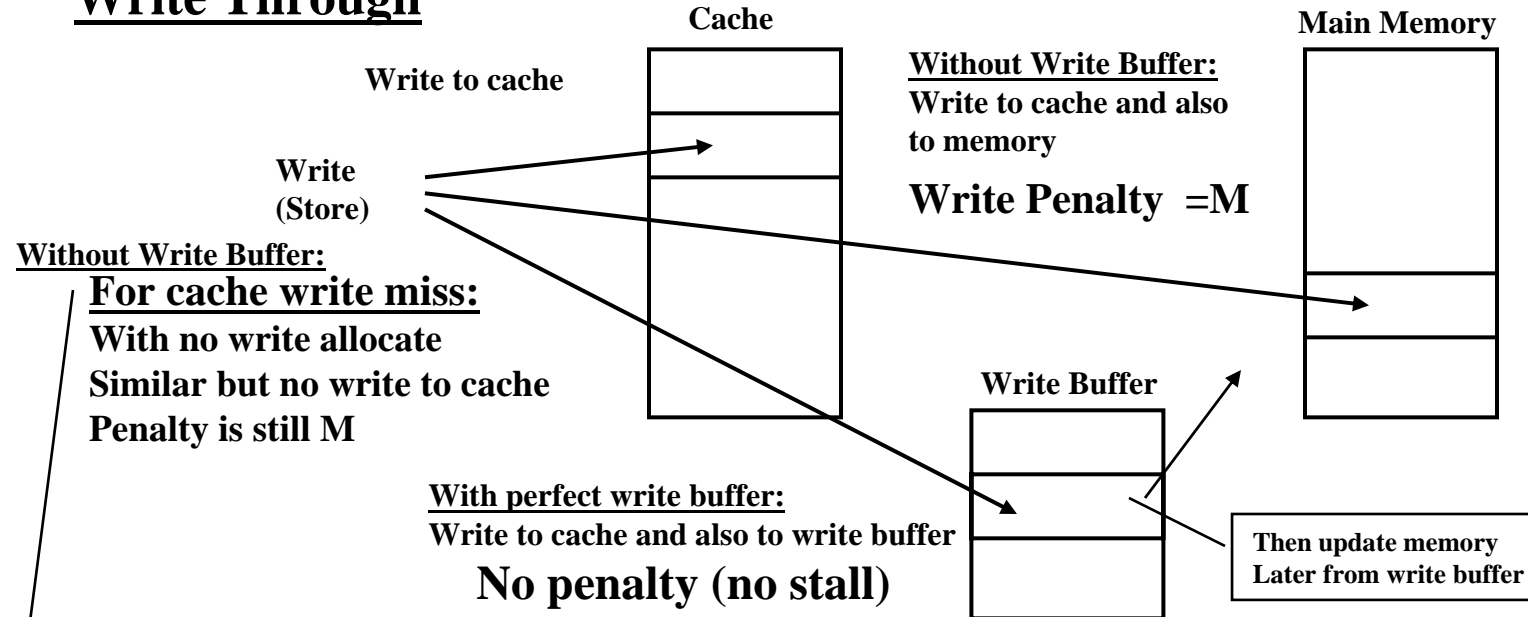 Write Through
Cache
Main Memory
Write to cache
Without Write Buffer:
Write to cache and also
to memory
Write Penalty =M
Write
(Store)
Without Write Buffer:
For cache write miss:
With no write allocate
Similar but no write to cache
Penalty is still M
Write Buffer
With perfect write buffer:
Write to cache and also to write buffer
No penalty (no stall)
Then update memory
Later from write buffer